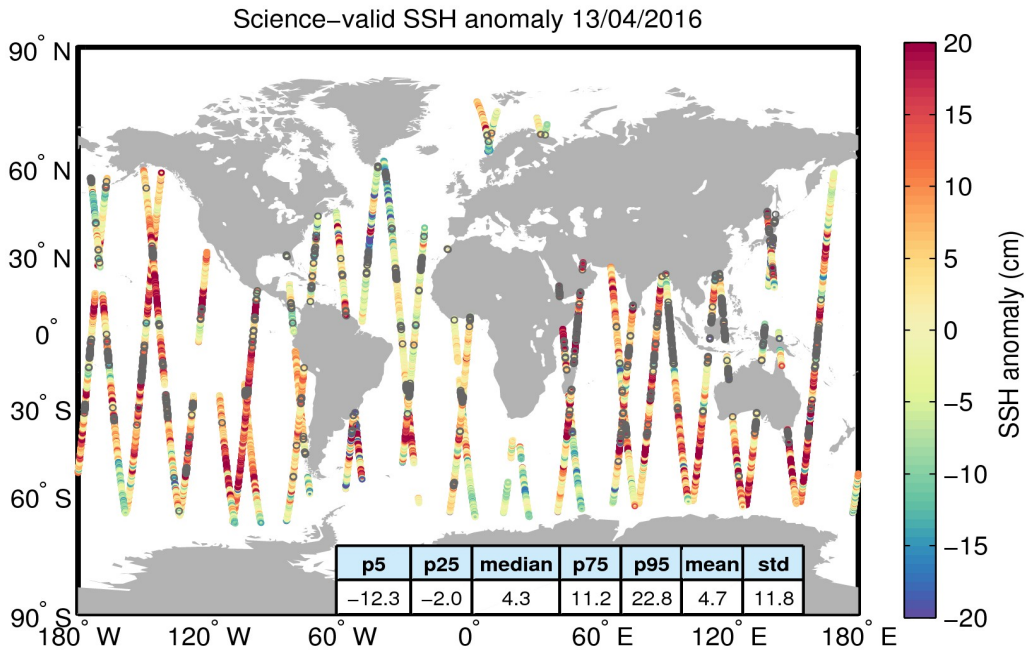 Science−valid SSH anomaly 13/04/2016
90° N
60° N
30° N
0°
30° S
60° S
90° S
180° W
120° W
60° W
0°
60° E
120° E
180° E
p5 p25 median p75 p95 mean std
−12.3 −2.0 4.3 11.2 22.8 4.7 11.8
20
15
10
5
0
−5
−10
−15
−20
SSH anomaly (cm)